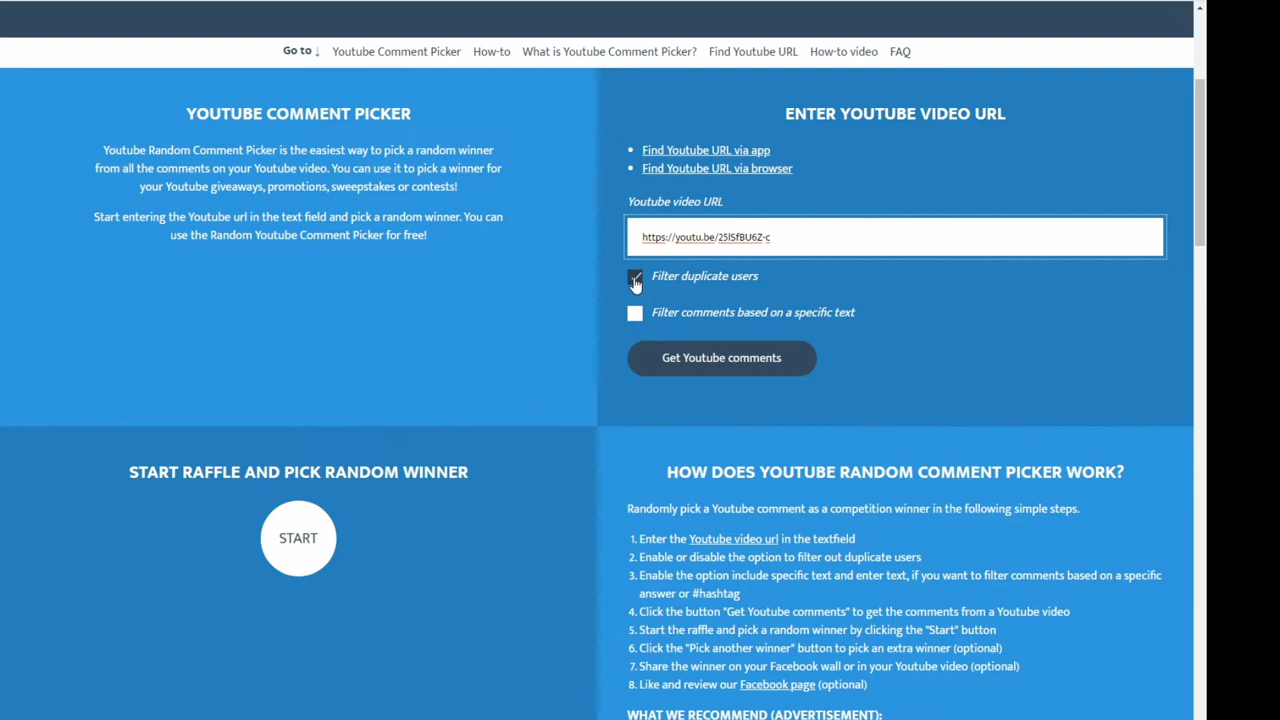 Go to ↓ Youtube Comment Picker How-to What is Youtube Comment Picker? Find Youtube URL How-to video FAQ
YOUTUBE COMMENT PICKER
Youtube Random Comment Picker is the easiest way to pick a random winner
from all the comments on your Youtube video. You can use it to pick a winner for
your Youtube giveaways, promotions, sweepstakes or contests!
Start entering the Youtube url in the text field and pick a random winner. You can
use the Random Youtube Comment Picker for free!
ENTER YOUTUBE VIDEO URL
• Find Youtube URL via app
• Find Youtube URL via browser
Youtube video URL
https://youtu.be/25lSfBU6Z-c
Filter duplicate users
Filter comments based on a specific text
Get Youtube comments
START RAFFLE AND PICK RANDOM WINNER
START
HOW DOES YOUTUBE RANDOM COMMENT PICKER WORK?
Randomly pick a Youtube comment as a competition winner in the following simple steps.
1. Enter the Youtube video url in the textfield
2. Enable or disable the option to filter out duplicate users
3. Enable the option include specific text and enter text, if you want to filter comments based on a specific
answer or #hashtag
4. Click the button "Get Youtube comments" to get the comments from a Youtube video
5. Start the raffle and pick a random winner by clicking the "Start" button
6. Click the "Pick another winner" button to pick an extra winner (optional)
7. Share the winner on your Facebook wall or in your Youtube video (optional)
8. Like and review our Facebook page (optional)
WHAT WE RECOMMEND (ADVERTISEMENT):